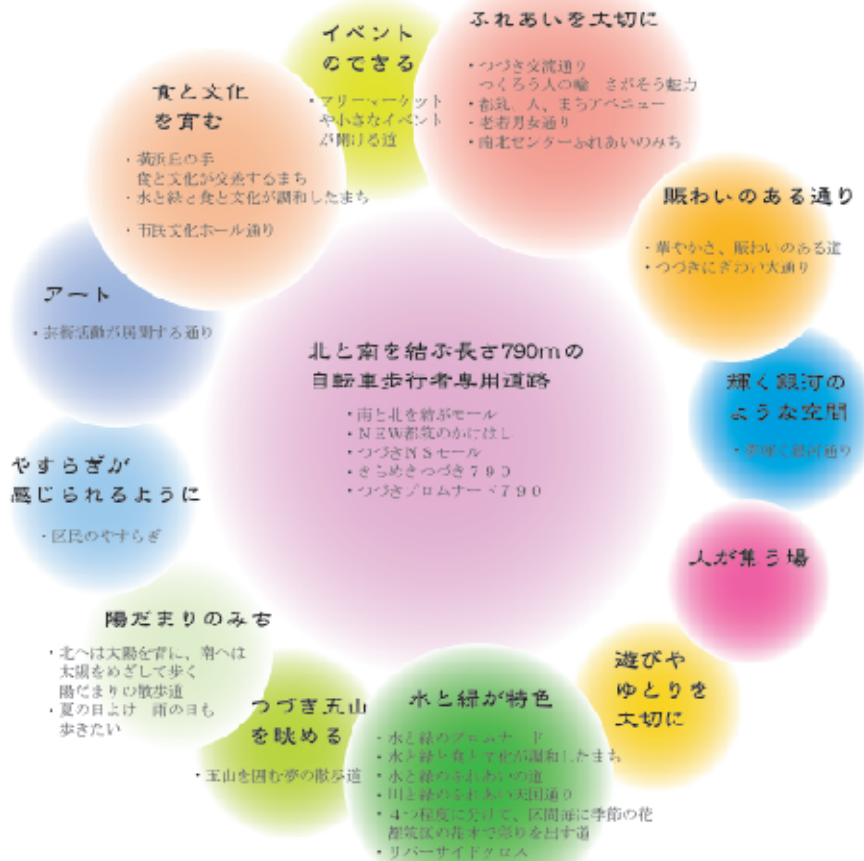 イベント
のできる
・フリーマーケット
や小さなイベント
が開ける道
ふれあいを大切に
・つづき交流通り
つくろう人の輪 さがそう魅力
・都筑、人、まちアベニュー
・老若男女通り
・南北センターふれあいのみち
食と文化
を育む
・横浜丘の手
食と文化が交差するまち
・水と緑と食と文化が調和したまち
・市民文化ホール通り
賑わいのある通り
・華やかさ、賑わいのある道
・つづきにぎわい大通り
アート
・芸術活動が展開する通り
北と南を結ぶ長さ790mの
自転車歩行者専用道路
・南と北を結ぶモール
・NEW都筑のかけはし
・つづきNSモール
・きらめきつづき790
・つづきプロムナード790
輝く銀河の
ような空間
・夢輝く銀河通り
やすらぎが
感じられるように
・区民のやすらぎ
人が集う場
陽だまりのみち
・北へは太陽を背に、南へは
太陽をめざして歩く
陽だまりの散歩道
・夏の日よけ 雨の日も
歩きたい
遊びや
ゆとりを
大切に
つづき五山
を眺める
・五山を囲む夢の散歩道
水と緑が特色
・水と緑のプロムナード
・水と緑と食と文化が調和したまち
・水と緑のふれあいの道
・川と緑のふれあい天国通り
・4つ程度に分けて、区間毎に季節の花
都筑区の花木で彩りを出す道
・リバーサイドクロス